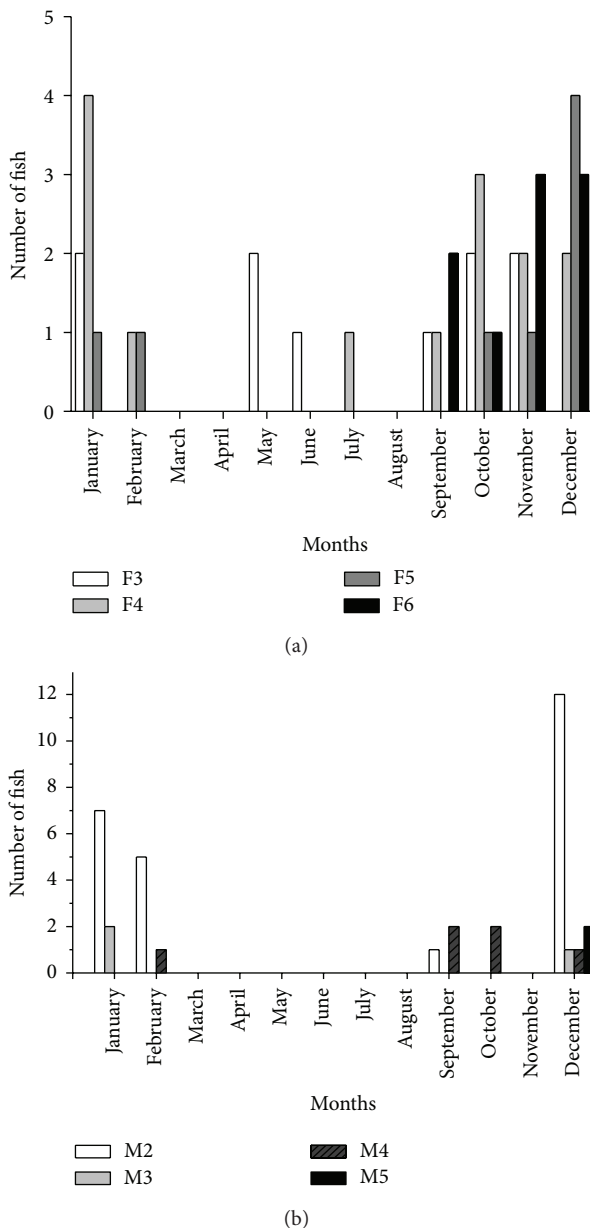 5
4
3
2
1
0
Number of fish
January
February
March
April
May
June
July
August
September
October
November
December
Months
F3
F5
F4
F6
(a)
12
10
8
6
4
2
0
Number of fish
January
February
March
April
May
June
July
August
September
October
November
December
Months
M2
M4
M3
M5
(b)